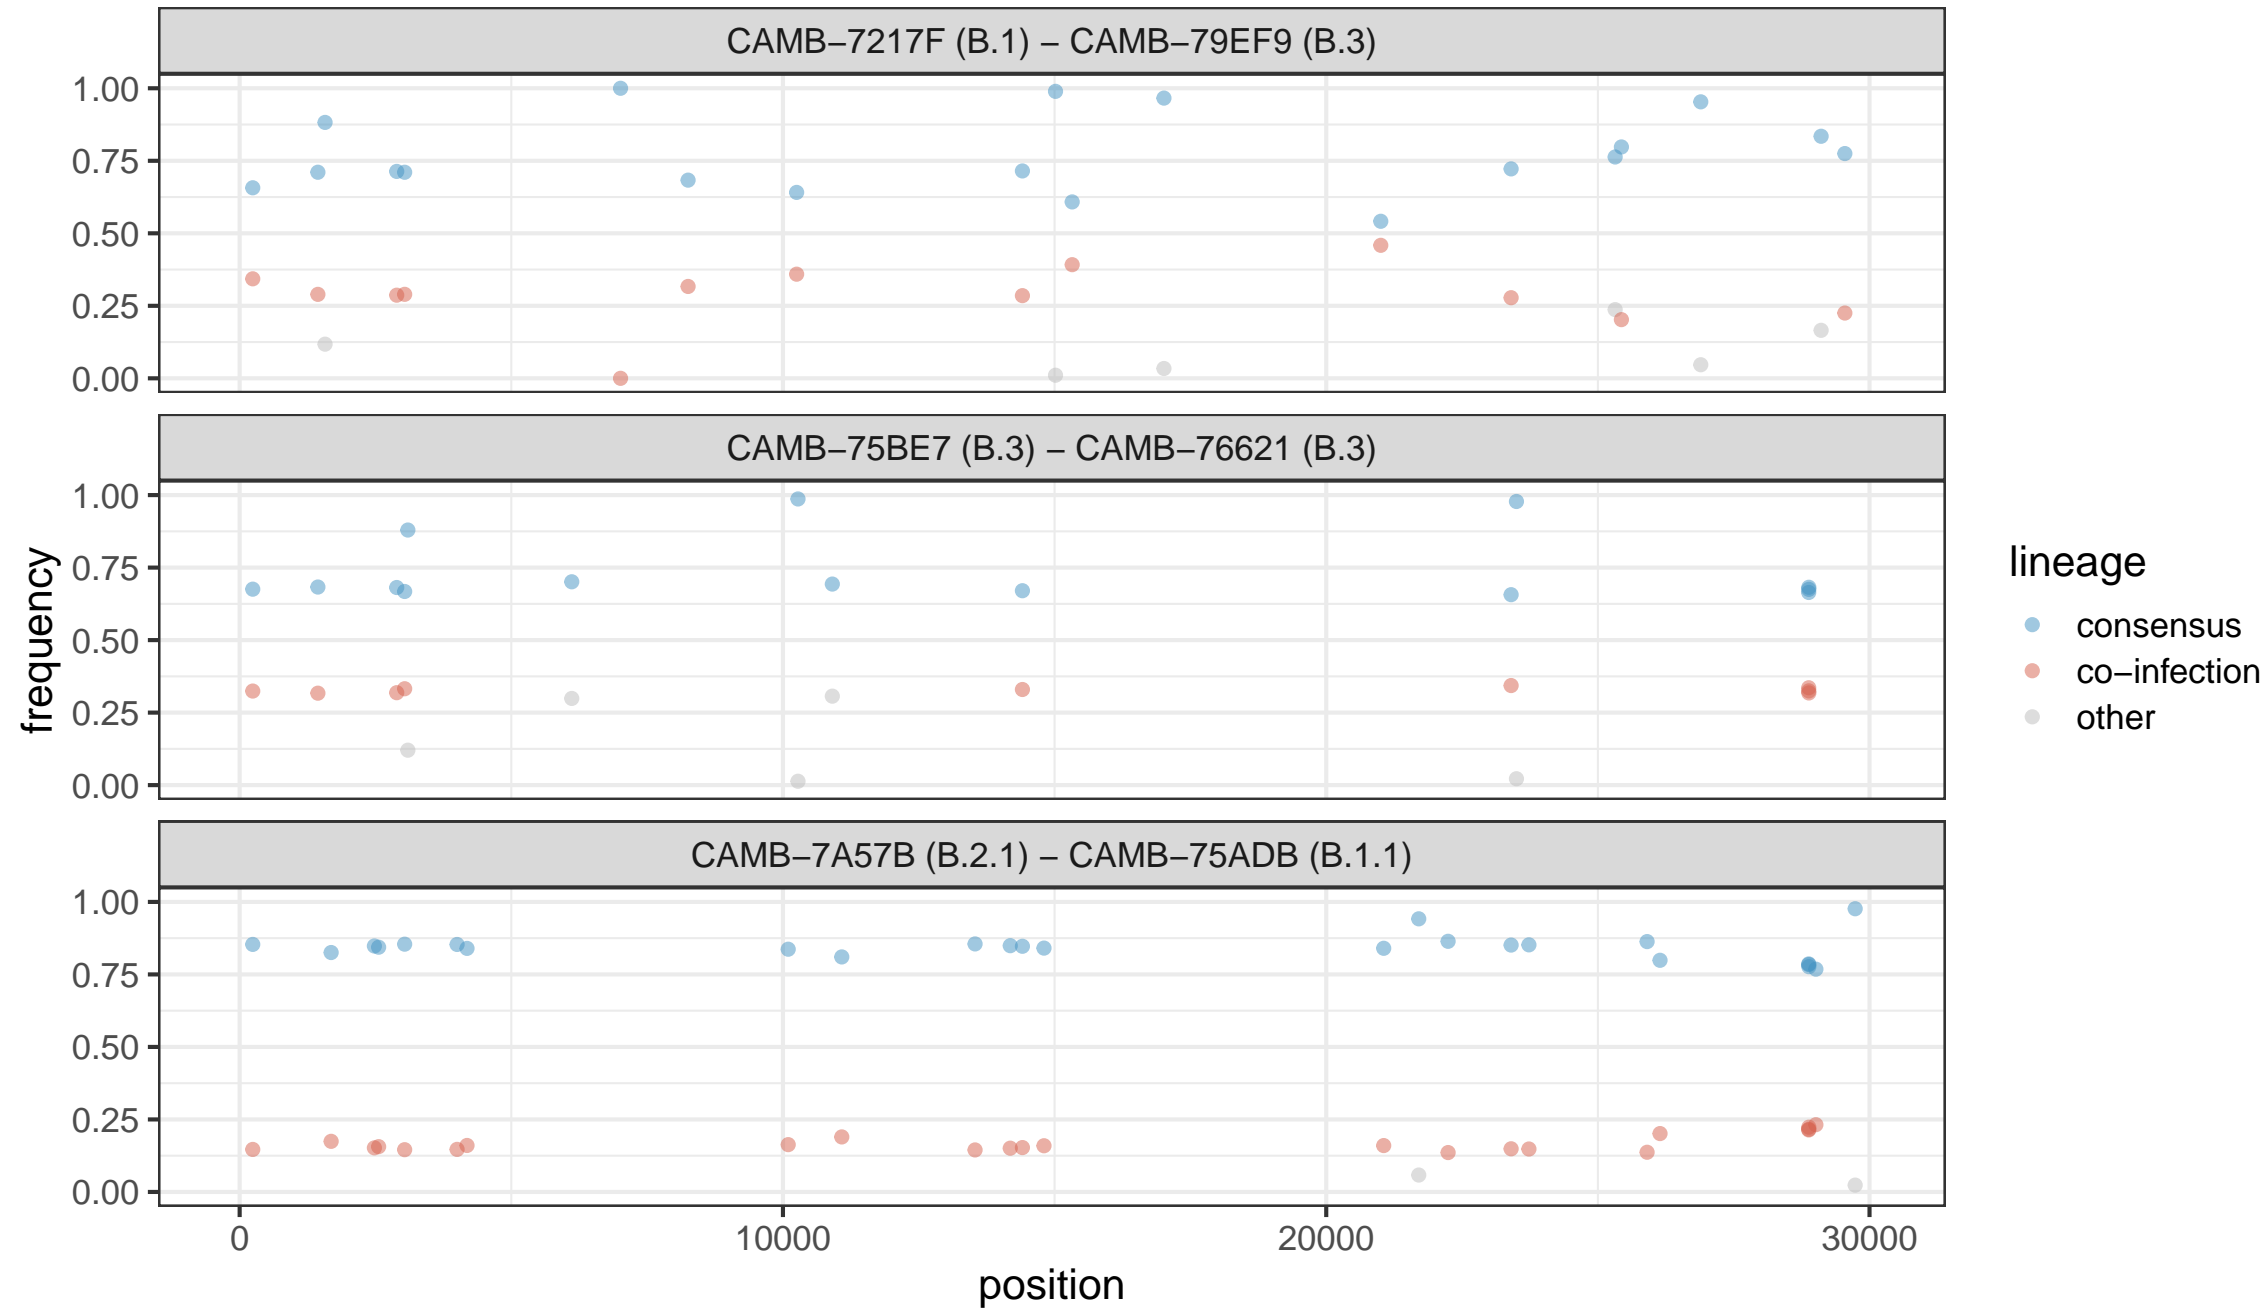 CAMB−7217F (B.1) − CAMB−79EF9 (B.3)
1.00
0.75
0.50
0.25
0.00
CAMB−75BE7 (B.3) − CAMB−76621 (B.3)
1.00
0.75
0.50
0.25
0.00
CAMB−7A57B (B.2.1) − CAMB−75ADB (B.1.1)
1.00
0.75
0.50
0.25
0.00
0 10000 20000 30000
position
frequency
lineage
consensus
co−infection
other